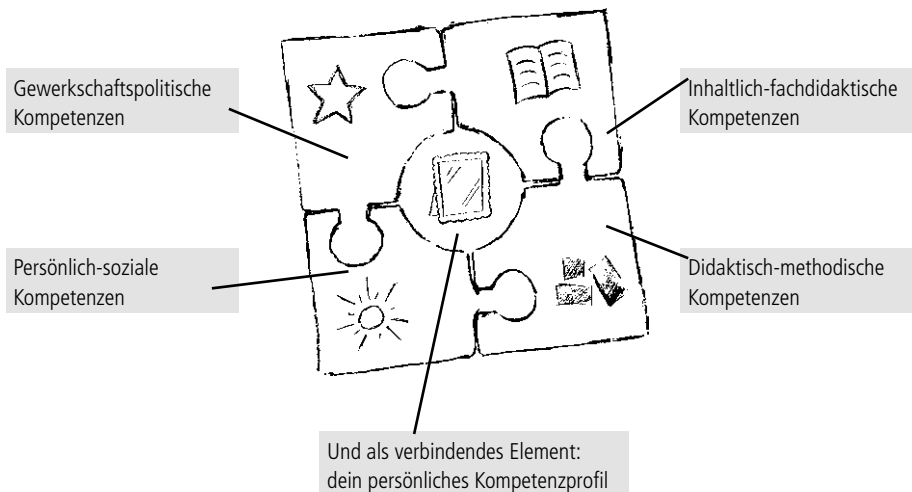 Gewerkschaftspolitische
Kompetenzen
Inhaltlich-fachdidaktische
Kompetenzen
Persönlich-soziale
Kompetenzen
Didaktisch-methodische
Kompetenzen
Und als verbindendes Element:
dein persönliches Kompetenzprofil